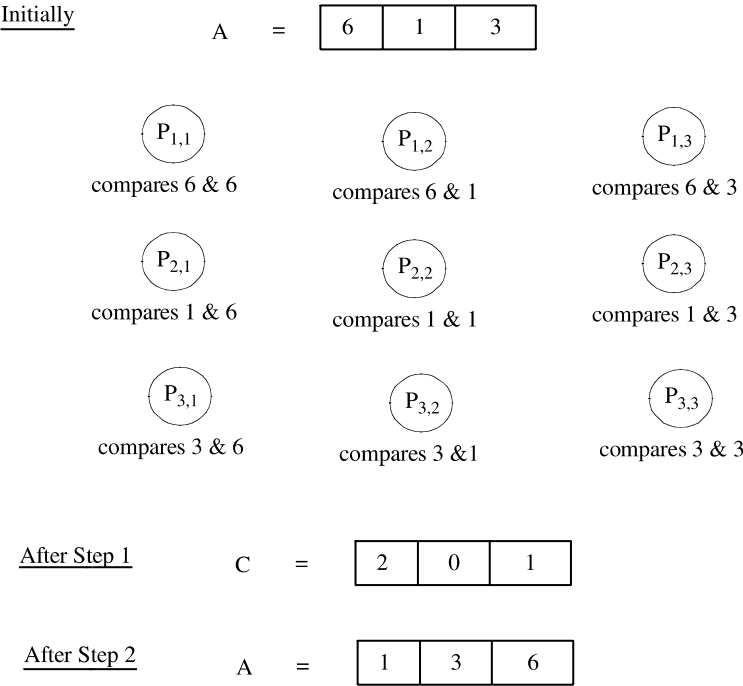 Initially
A = 6 1 3
P1,1 P1,2 P1,3
compares 6 & 6 compares 6 & 1 compares 6 & 3
P2,1 P2,2 P2,3
compares 1 & 6 compares 1 & 1 compares 1 & 3
P3,1 P3,2 P3,3
compares 3 & 6 compares 3 &1 compares 3 & 3
After Step 1 C = 2 0 1
After Step 2 A = 1 3 6